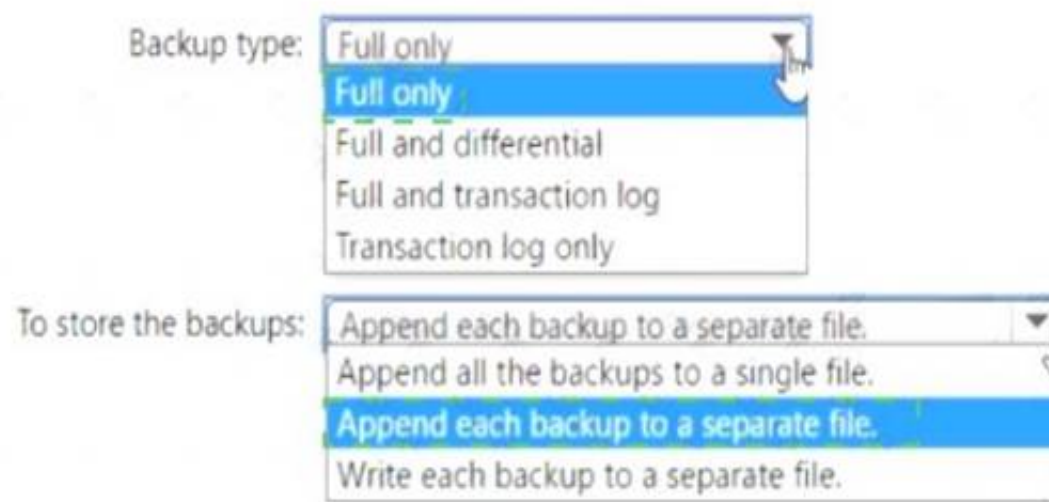 Backup type: Full only
Full only
Full and differential
Full and transaction log
Transaction log only
To store the backups: Append each backup to a separate file.
Append all the backups to a single file.
Append each backup to a separate file.
Write each backup to a separate file.